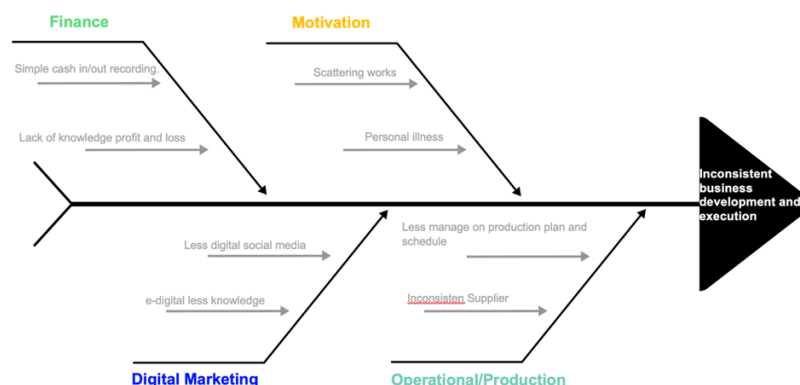 Finance
Motivation
Simple cash in/out recording.
Scattering works
Lack of knowledge profit and loss
Personal illness
Inconsistent
business
development and
execution
Less manage on production plan and
schedule
Less digital social media
e-digital less knowledge
Inconsisten Supplier
Digital Marketing
Operational/Production